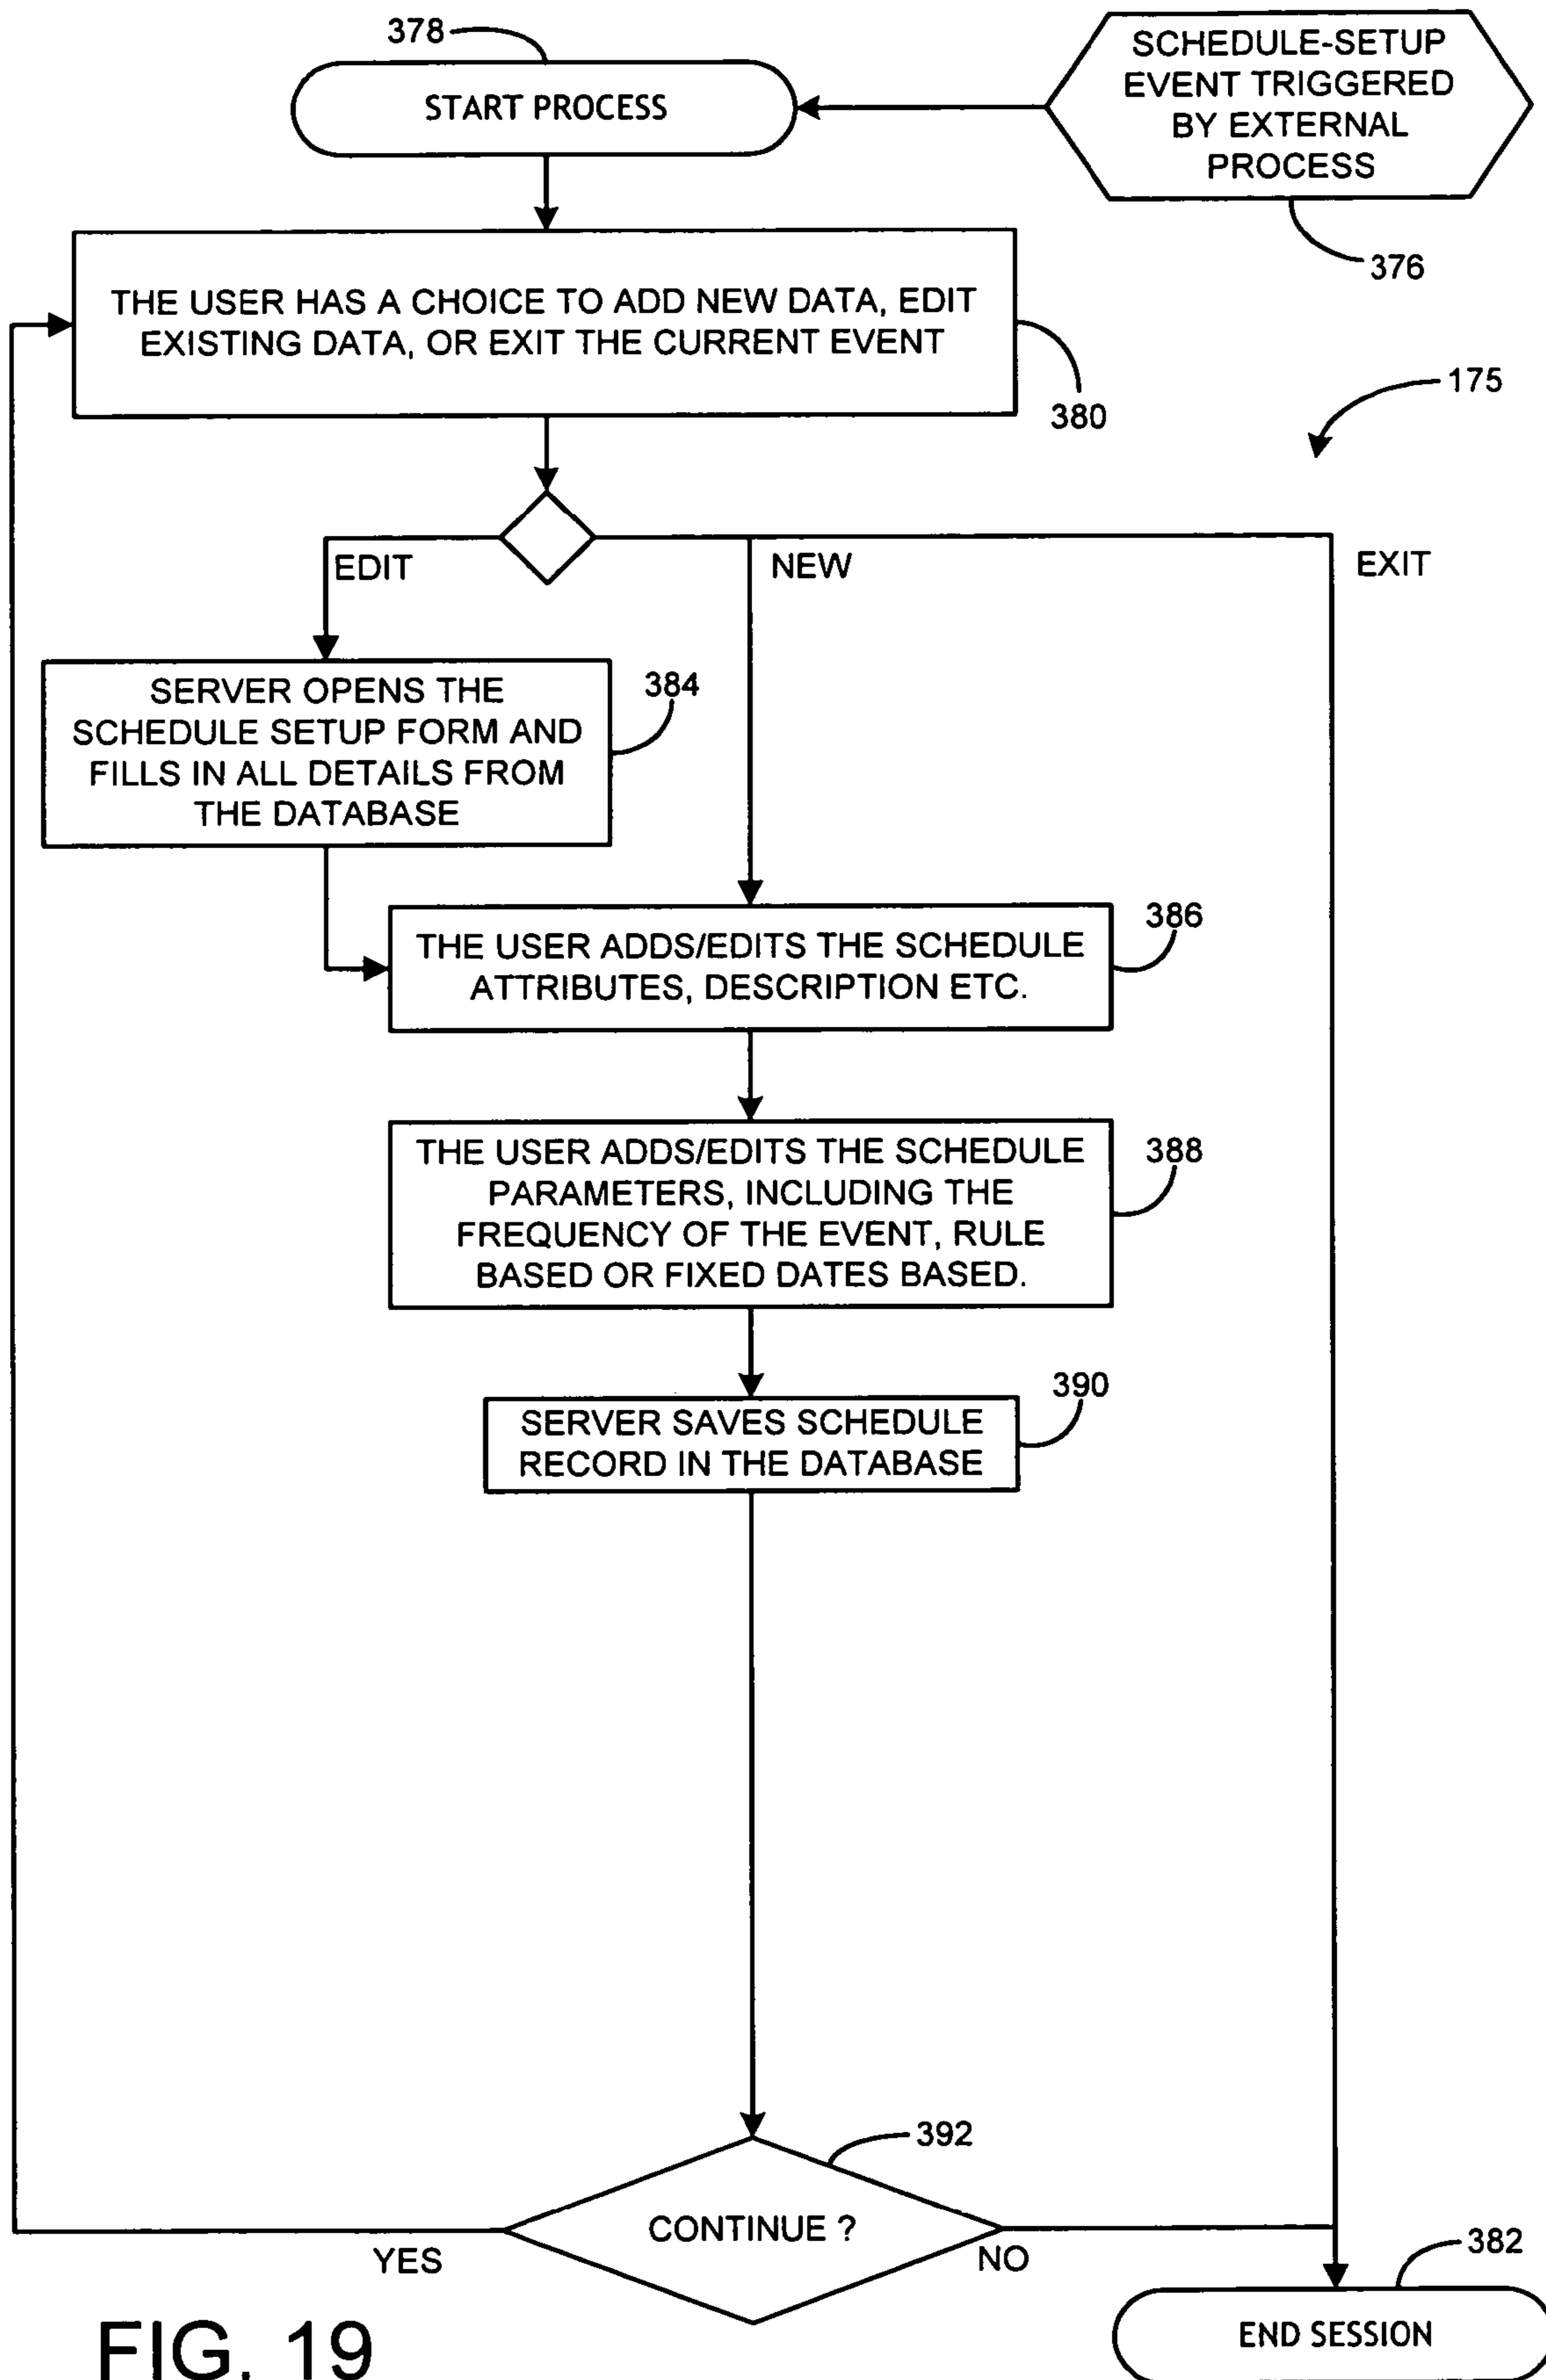 378
START PROCESS
SCHEDULE-SETUP
EVENT TRIGGERED
BY EXTERNAL
PROCESS
376
THE USER HAS A CHOICE TO ADD NEW DATA, EDIT
EXISTING DATA, OR EXIT THE CURRENT EVENT
380
175
EDIT
NEW
EXIT
SERVER OPENS THE
SCHEDULE SETUP FORM AND
FILLS IN ALL DETAILS FROM
THE DATABASE
384
THE USER ADDS/EDITS THE SCHEDULE
ATTRIBUTES, DESCRIPTION ETC.
386
THE USER ADDS/EDITS THE SCHEDULE
PARAMETERS, INCLUDING THE
FREQUENCY OF THE EVENT, RULE
BASED OR FIXED DATES BASED.
388
SERVER SAVES SCHEDULE
RECORD IN THE DATABASE
390
392
CONTINUE ?
YES
NO
382
END SESSION
FIG. 19